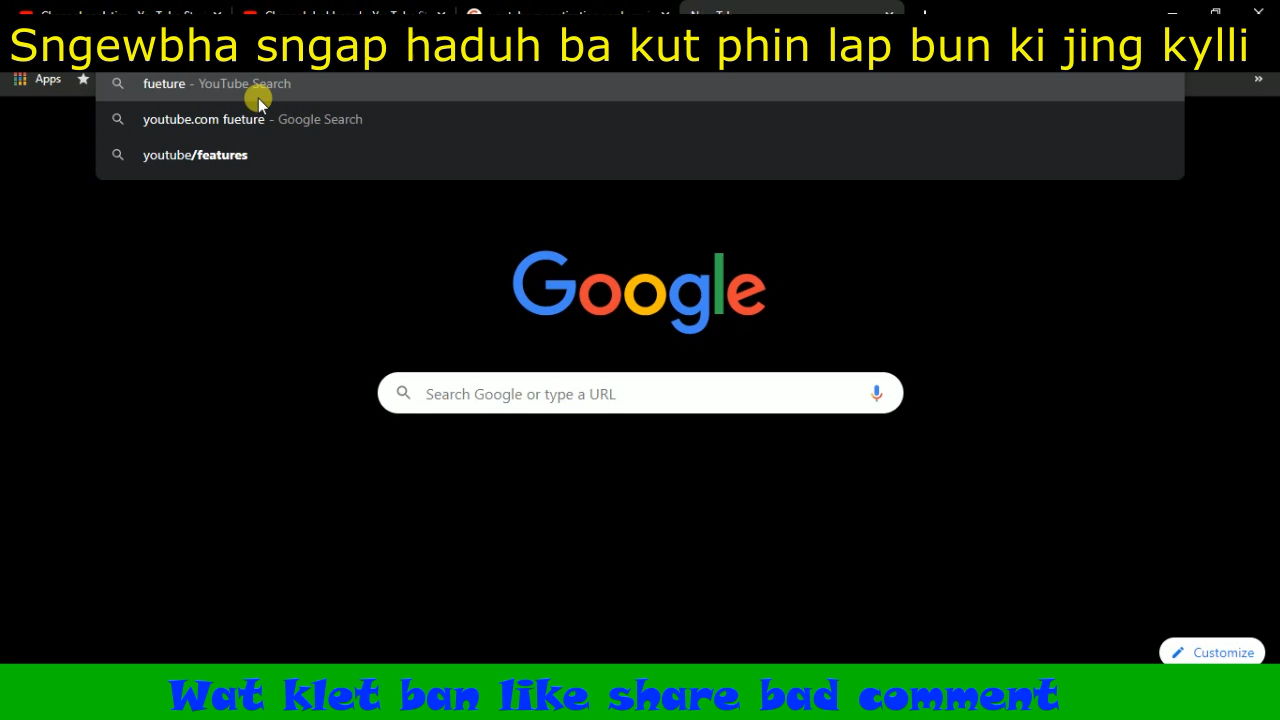 Sngewbha sngap haduh ba kut phin lap bun ki jing kylli
Apps
»
fueture - YouTube Search
youtube.com fueture - Google Search
youtube/features
Google
Search Google or type a URL
Customize
Wat klet ban like share bad comment